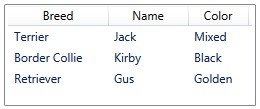 Breed Name Color
Terrier Jack Mixed
Border Collie Kirby Black
Retriever Gus Golden